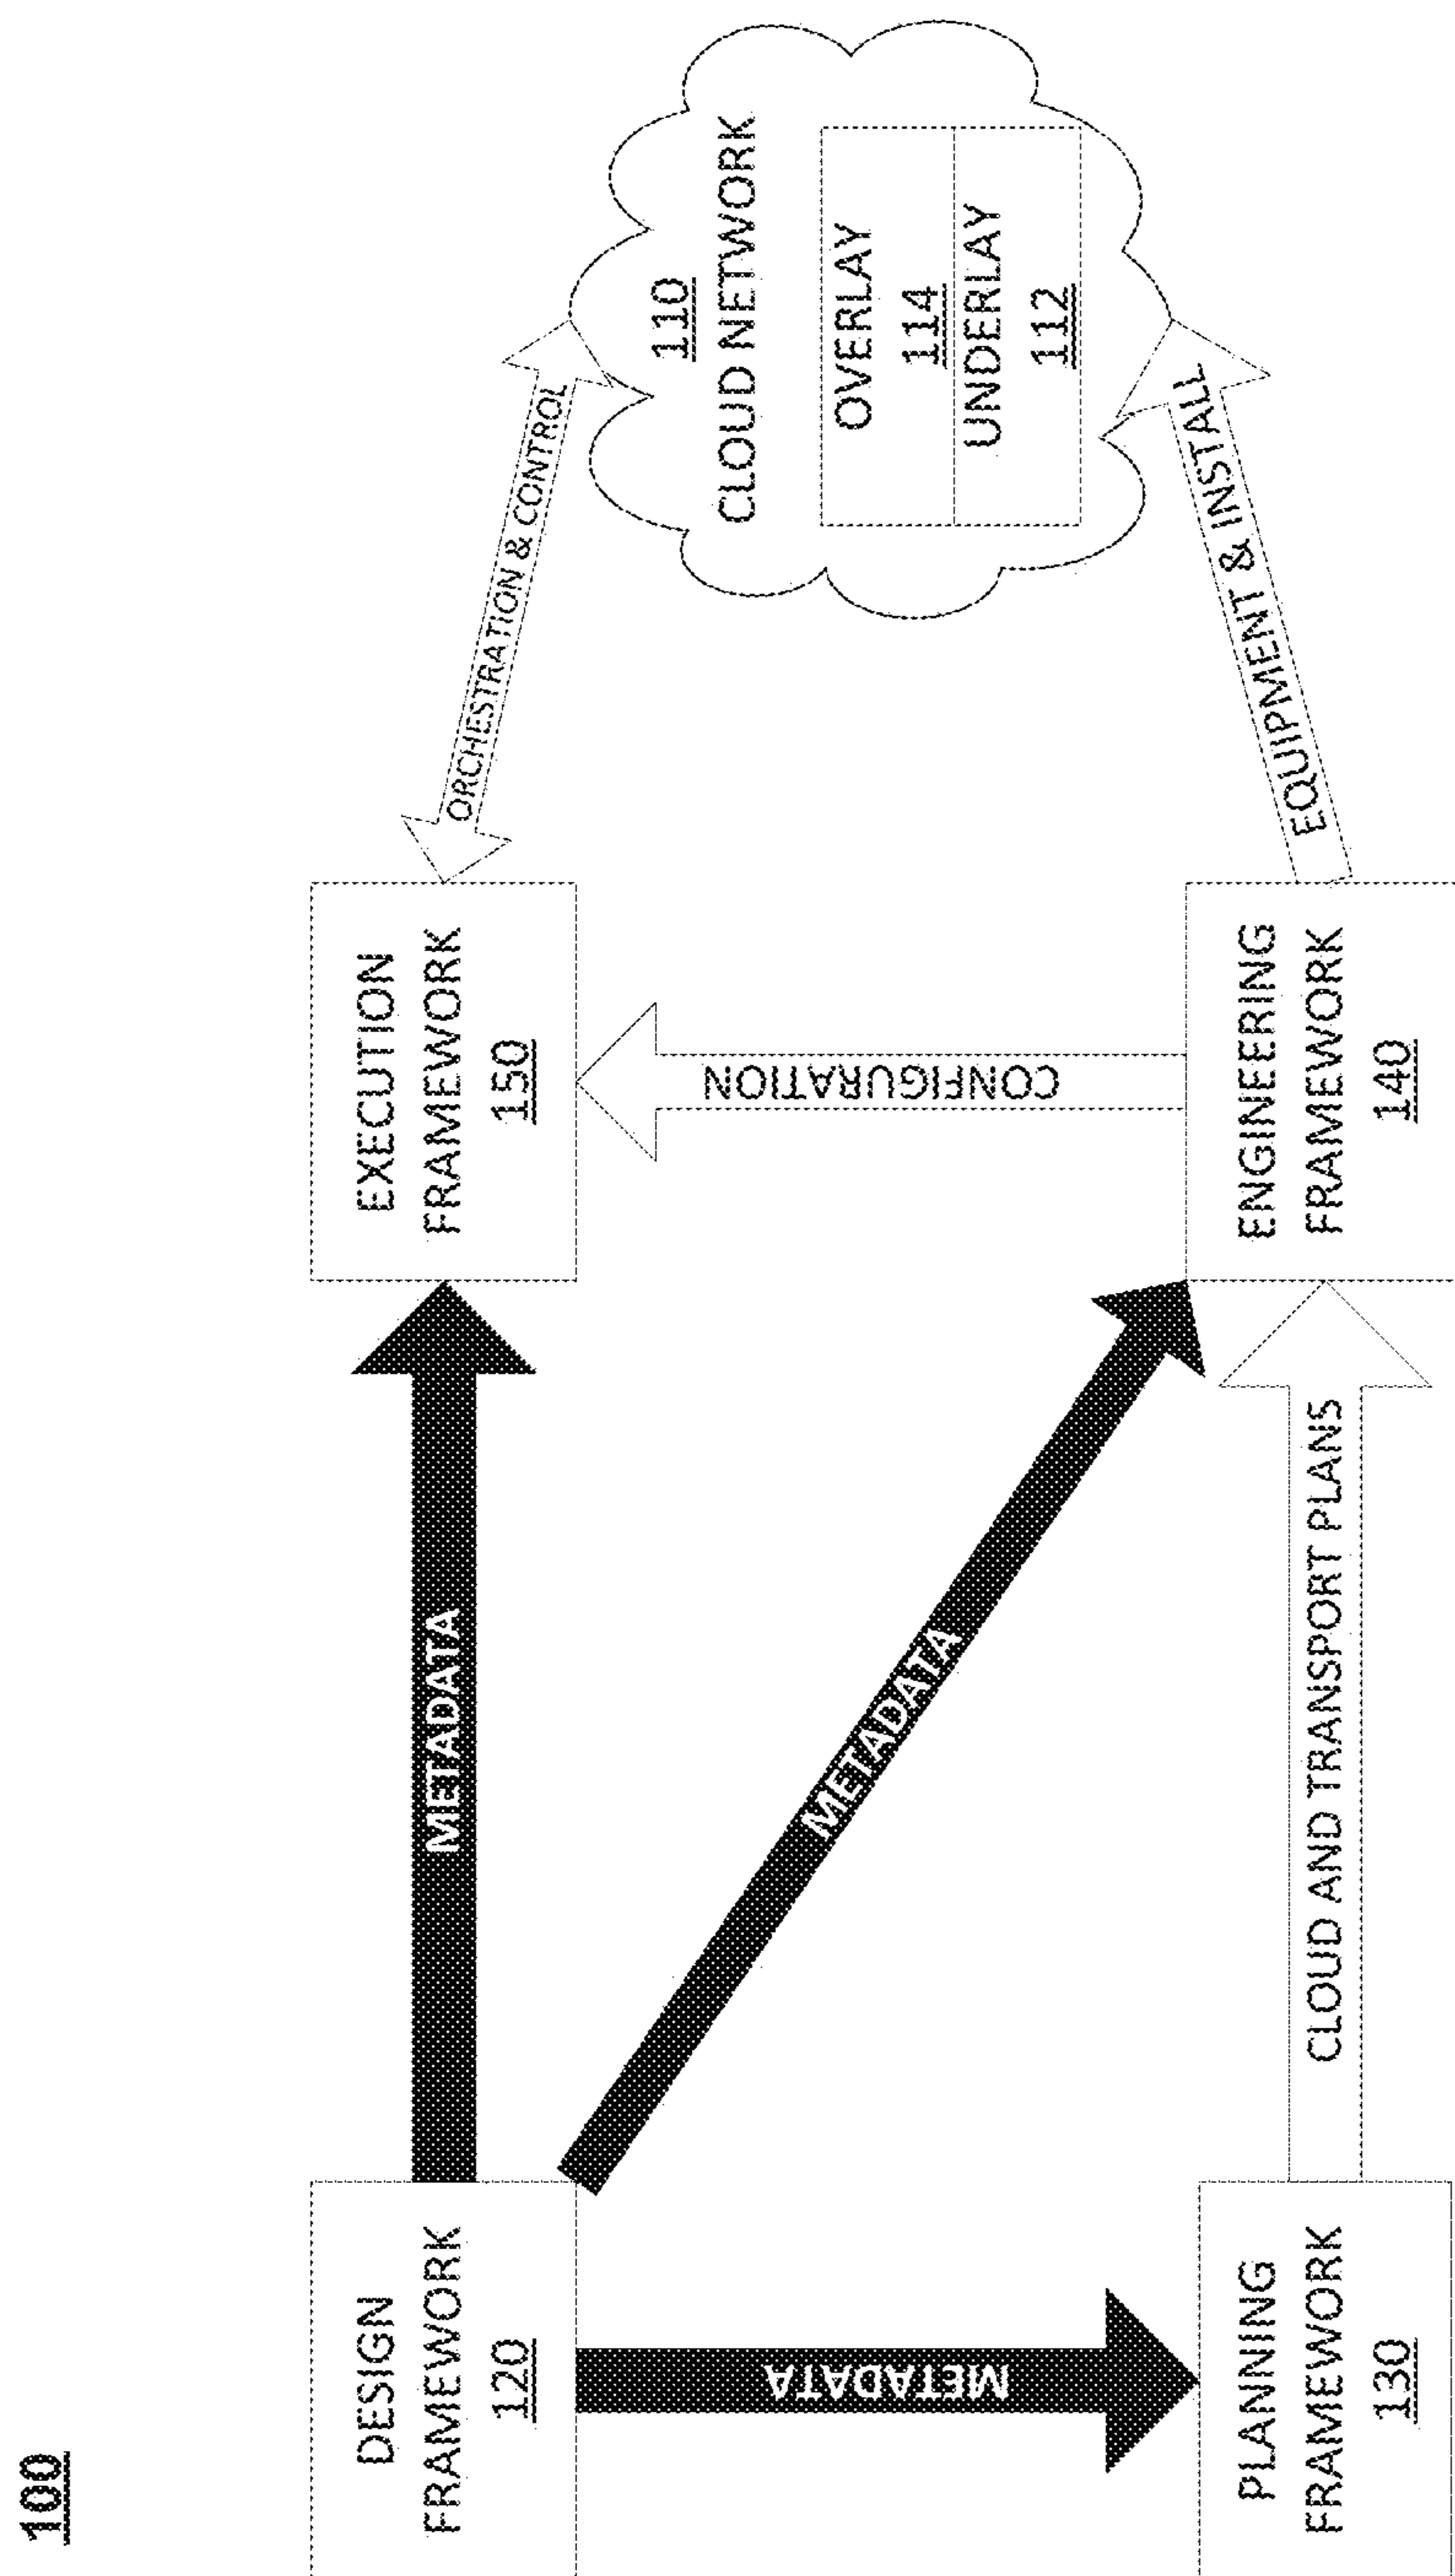 100
DESIGN
FRAMEWORK
120
METADATA
EXECUTION
FRAMEWORK
150
ORCHESTRATION & CONTROL
110
CLOUD NETWORK
OVERLAY
114
UNDERLAY
112
METADATA
METADATA
CONFIGURATION
PLANNING
FRAMEWORK
130
CLOUD AND TRANSPORT PLANS
ENGINEERING
FRAMEWORK
140
EQUIPMENT & INSTALL